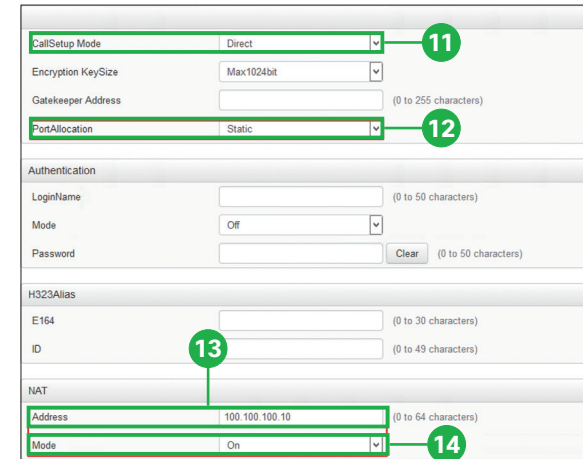 CallSetup Mode Direct 11
Encryption KeySize Max1024bit
Gatekeeper Address (0 to 255 characters)
PortAllocation Static 12
Authentication
LoginName (0 to 50 characters)
Mode Off
Password Clear (0 to 50 characters)
H323Alias
E164 (0 to 30 characters)
ID (0 to 49 characters)
13
NAT
Address 100.100.100.10 (0 to 64 characters)
Mode On 14